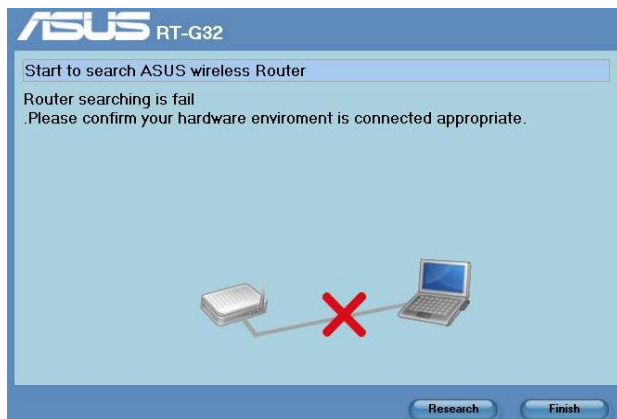 ASUS RT-G32
Start to search ASUS wireless Router
Router searching is fail
.Please confirm your hardware enviroment is connected appropriate.
Research Finish